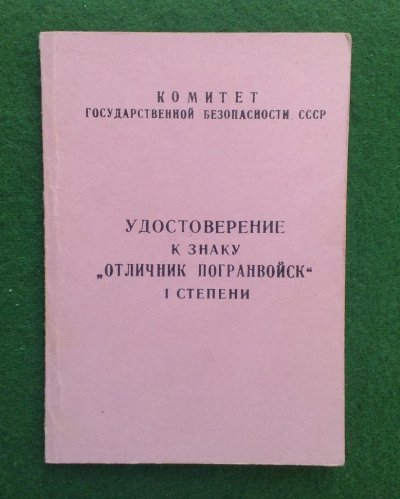 КОМИТЕТ
ГОСУДАРСТВЕННОЙ БЕЗОПАСНОСТИ СССР
УДОСТОВЕРЕНИЕ
К ЗНАКУ
„ОТЛИЧНИК ПОГРАНВОЙСК“
I СТЕПЕНИ